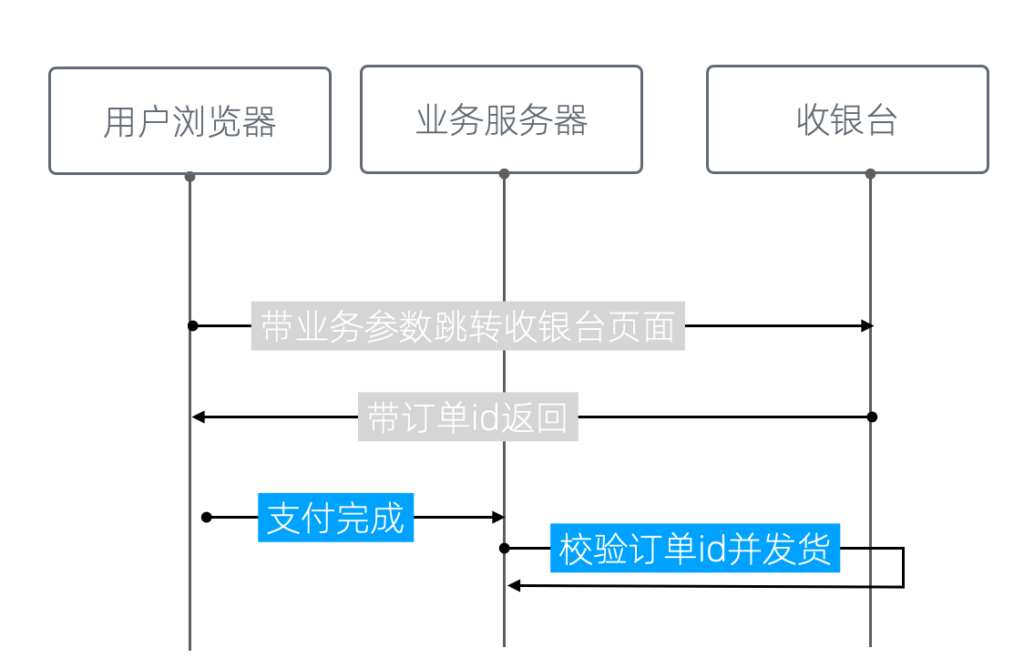 用户浏览器
业务服务器
收银台
带业务参数跳转收银台页面
带订单id返回
支付完成
校验订单id并发货